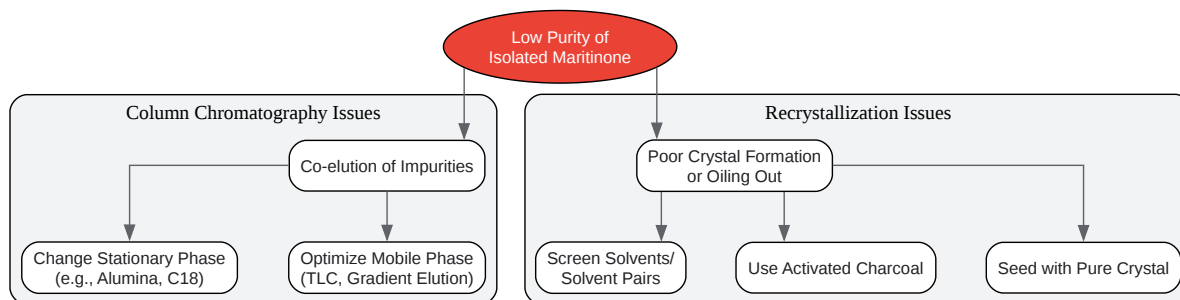 Low Purity of
Isolated Maritinone
Column Chromatography Issues
Co-elution of Impurities
Change Stationary Phase
(e.g., Alumina, C18)
Optimize Mobile Phase
(TLC, Gradient Elution)
Recrystallization Issues
Poor Crystal Formation
or Oiling Out
Screen Solvents/
Solvent Pairs
Use Activated Charcoal
Seed with Pure Crystal